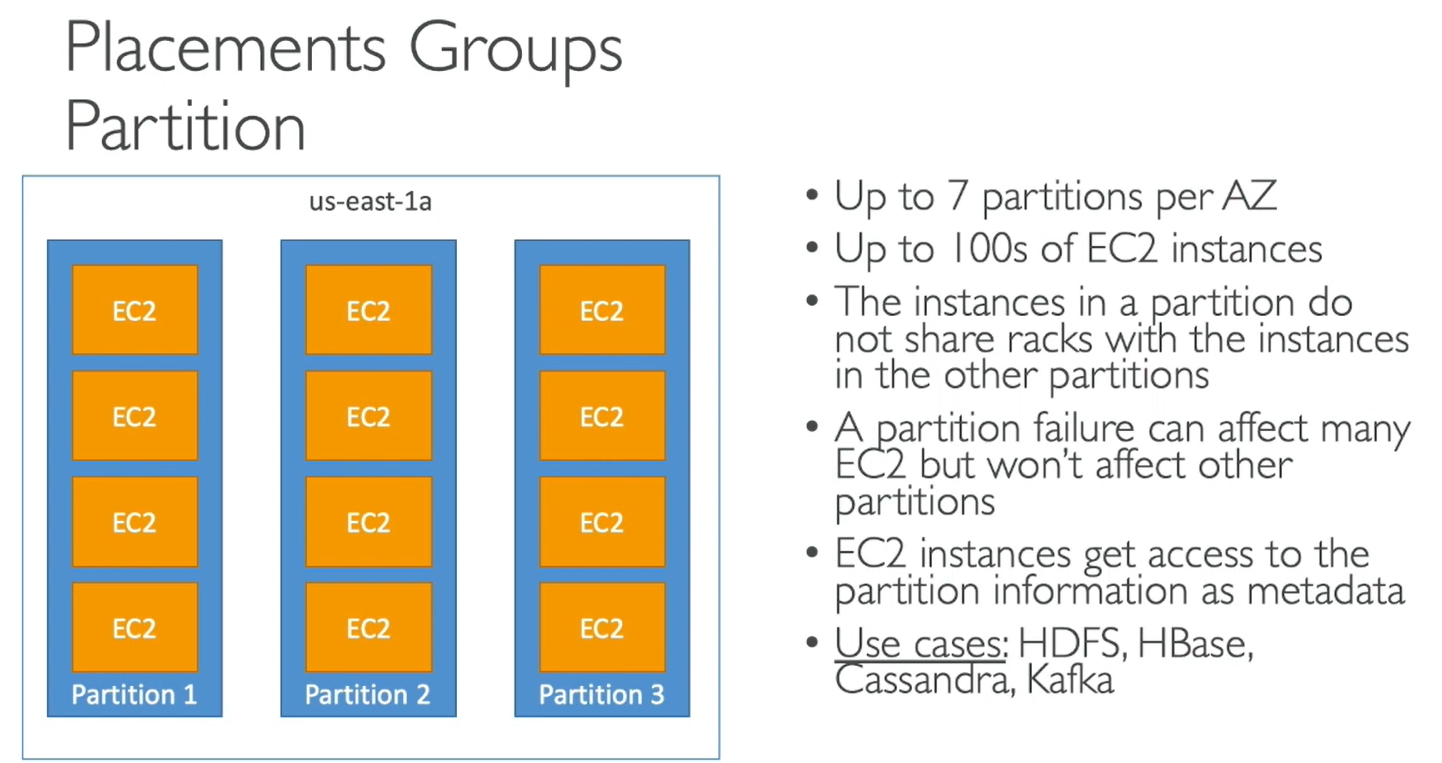 Placements Groups
Partition
us-east-1a
EC2
EC2
EC2
EC2
Partition 1
EC2
EC2
EC2
EC2
Partition 2
EC2
EC2
EC2
EC2
Partition 3
• Up to 7 partitions per AZ
• Up to 100s of EC2 instances
• The instances in a partition do
not share racks with the instances
in the other partitions
• A partition failure can affect many
EC2 but won’t affect other
partitions
• EC2 instances get access to the
partition information as metadata
• Use cases: HDFS, HBase,
Cassandra, Kafka